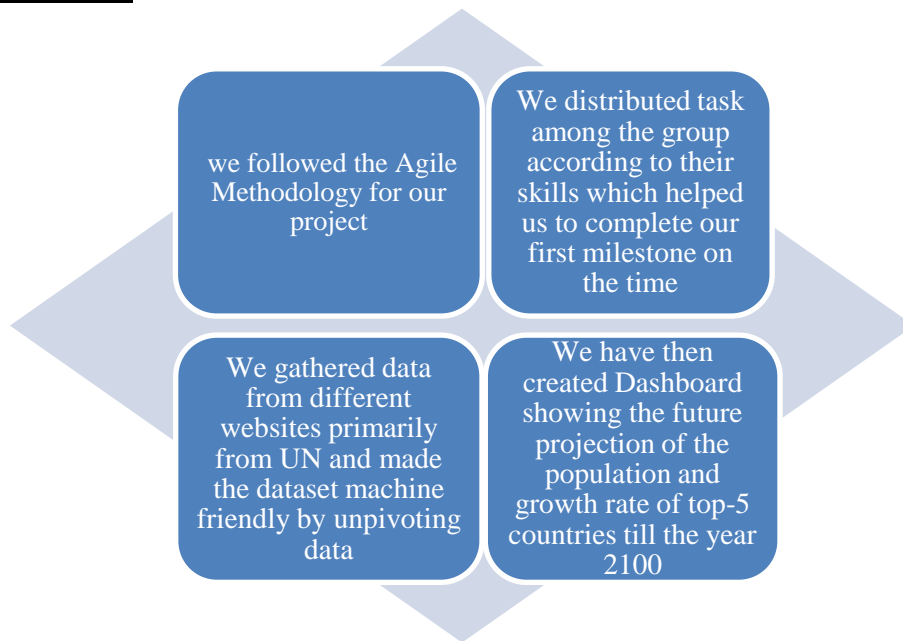 we followed the Agile
Methodology for our
project
We distributed task
among the group
according to their
skills which helped
us to complete our
first milestone on
the time
We gathered data
from different
websites primarily
from UN and made
the dataset machine
friendly by unpivoting
data
We have then
created Dashboard
showing the future
projection of the
population and
growth rate of top-5
countries till the year
2100